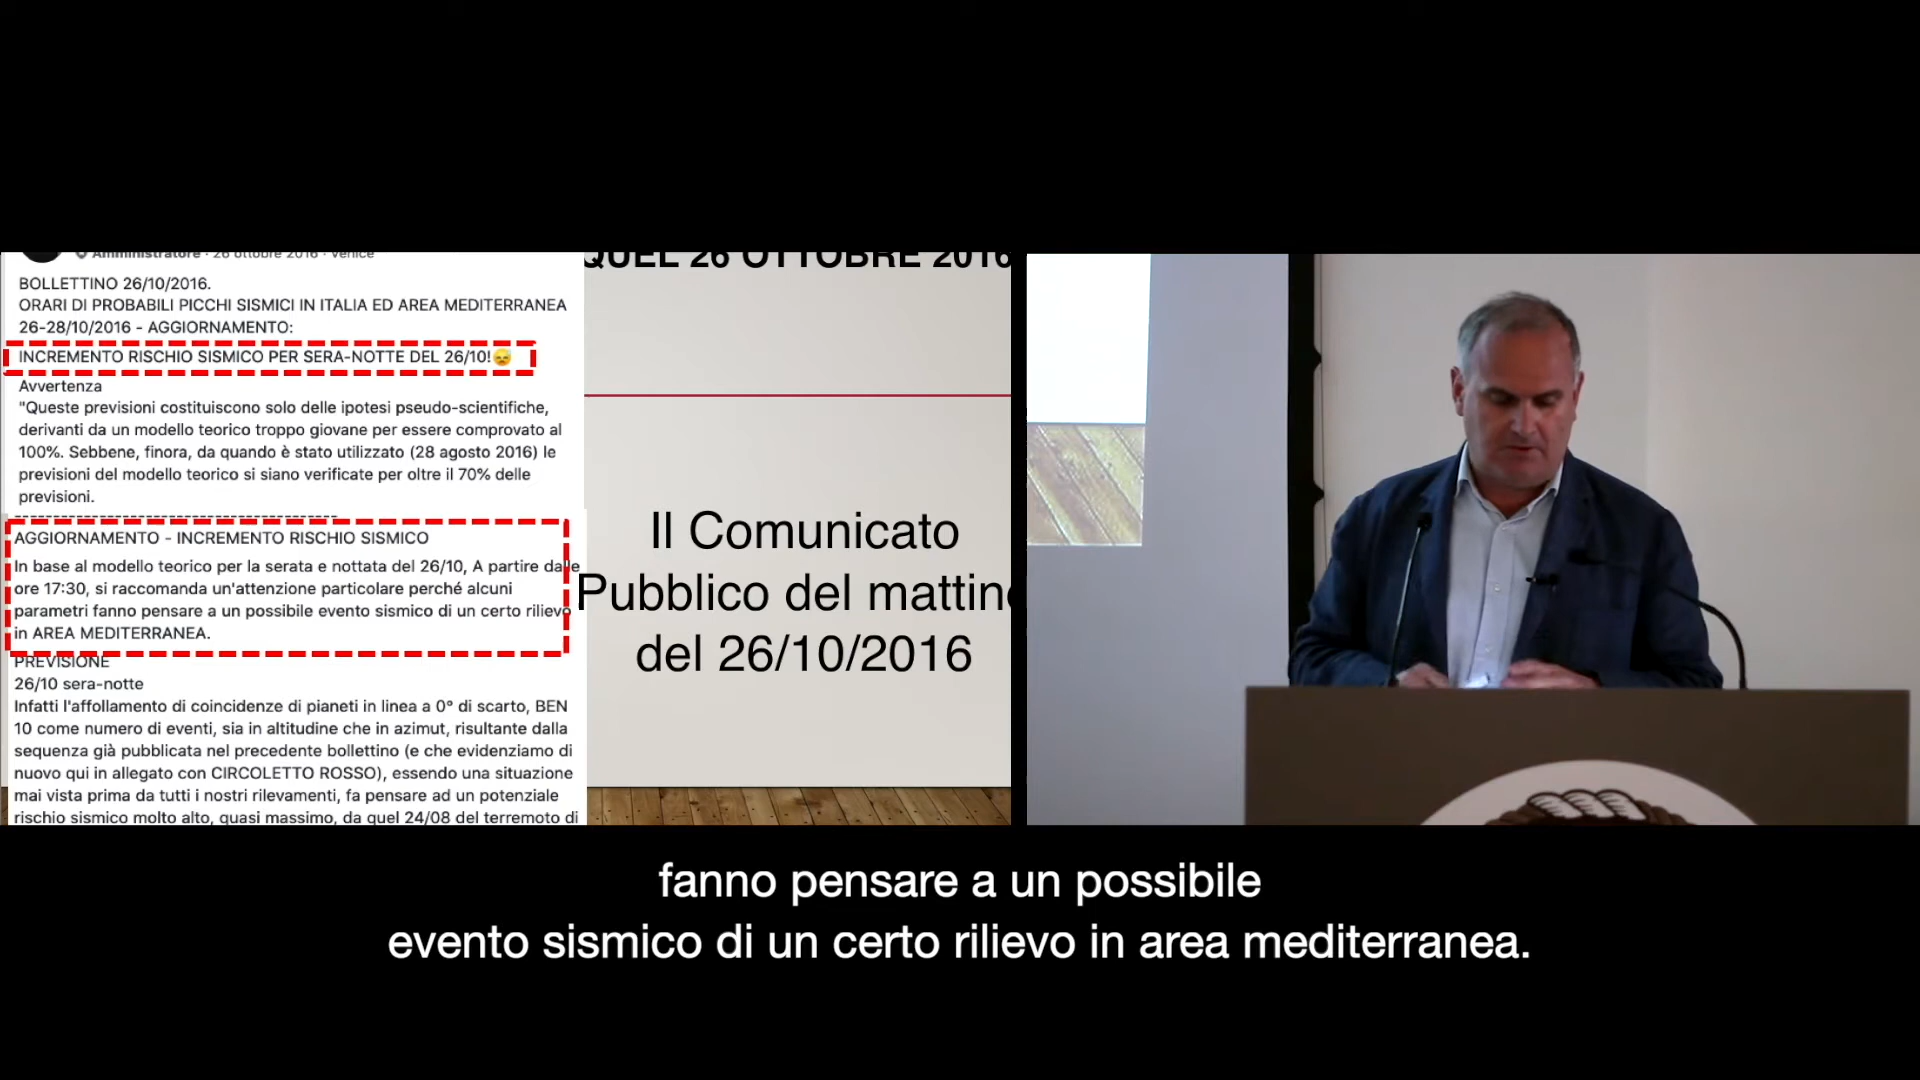 Amministratore · 26 ottobre 2016 · Venice
BOLLETTINO 26/10/2016.
ORARI DI PROBABILI PICCHI SISMICI IN ITALIA ED AREA MEDITERRANEA
26-28/10/2016 - AGGIORNAMENTO:
INCREMENTO RISCHIO SISMICO PER SERA-NOTTE DEL 26/10!😞
Avvertenza
"Queste previsioni costituiscono solo delle ipotesi pseudo-scientifiche,
derivanti da un modello teorico troppo giovane per essere comprovato al
100%. Sebbene, finora, da quando è stato utilizzato (28 agosto 2016) le
previsioni del modello teorico si siano verificate per oltre il 70% delle
previsioni.
--------------------------------------------
AGGIORNAMENTO - INCREMENTO RISCHIO SISMICO
In base al modello teorico per la serata e nottata del 26/10, A partire dalle
ore 17:30, si raccomanda un'attenzione particolare perché alcuni
parametri fanno pensare a un possibile evento sismico di un certo rilievo
in AREA MEDITERRANEA.
PREVISIONE
26/10 sera-notte
Infatti l'affollamento di coincidenze di pianeti in linea a 0° di scarto, BEN
10 come numero di eventi, sia in altitudine che in azimut, risultante dalla
sequenza già pubblicata nel precedente bollettino (e che evidenziamo di
nuovo qui in allegato con CIRCOLETTO ROSSO), essendo una situazione
mai vista prima da tutti i nostri rilevamenti, fa pensare ad un potenziale
rischio sismico molto alto, quasi massimo, da quel 24/08 del terremoto di
QUEL 26 OTTOBRE 2016
Il Comunicato
Pubblico del mattino
del 26/10/2016
fanno pensare a un possibile
evento sismico di un certo rilievo in area mediterranea.